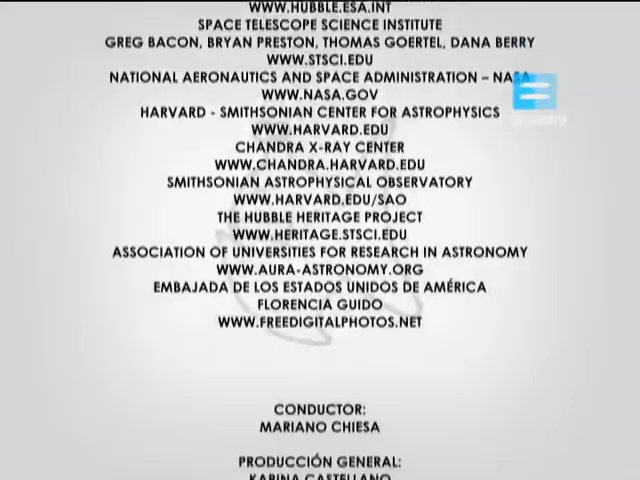 WWW.HUBBLE.ESA.INT
SPACE TELESCOPE SCIENCE INSTITUTE
GREG BACON, BRYAN PRESTON, THOMAS GOERTEL, DANA BERRY
WWW.STSCI.EDU
NATIONAL AERONAUTICS AND SPACE ADMINISTRATION – NASA
WWW.NASA.GOV
HARVARD - SMITHSONIAN CENTER FOR ASTROPHYSICS
WWW.HARVARD.EDU
CHANDRA X-RAY CENTER
WWW.CHANDRA.HARVARD.EDU
SMITHSONIAN ASTROPHYSICAL OBSERVATORY
WWW.HARVARD.EDU/SAO
THE HUBBLE HERITAGE PROJECT
WWW.HERITAGE.STSCI.EDU
ASSOCIATION OF UNIVERSITIES FOR RESEARCH IN ASTRONOMY
WWW.AURA-ASTRONOMY.ORG
EMBAJADA DE LOS ESTADOS UNIDOS DE AMÉRICA
FLORENCIA GUIDO
WWW.FREEDIGITALPHOTOS.NET
CONDUCTOR:
MARIANO CHIESA
PRODUCCIÓN GENERAL:
KARINA CASTELLANO